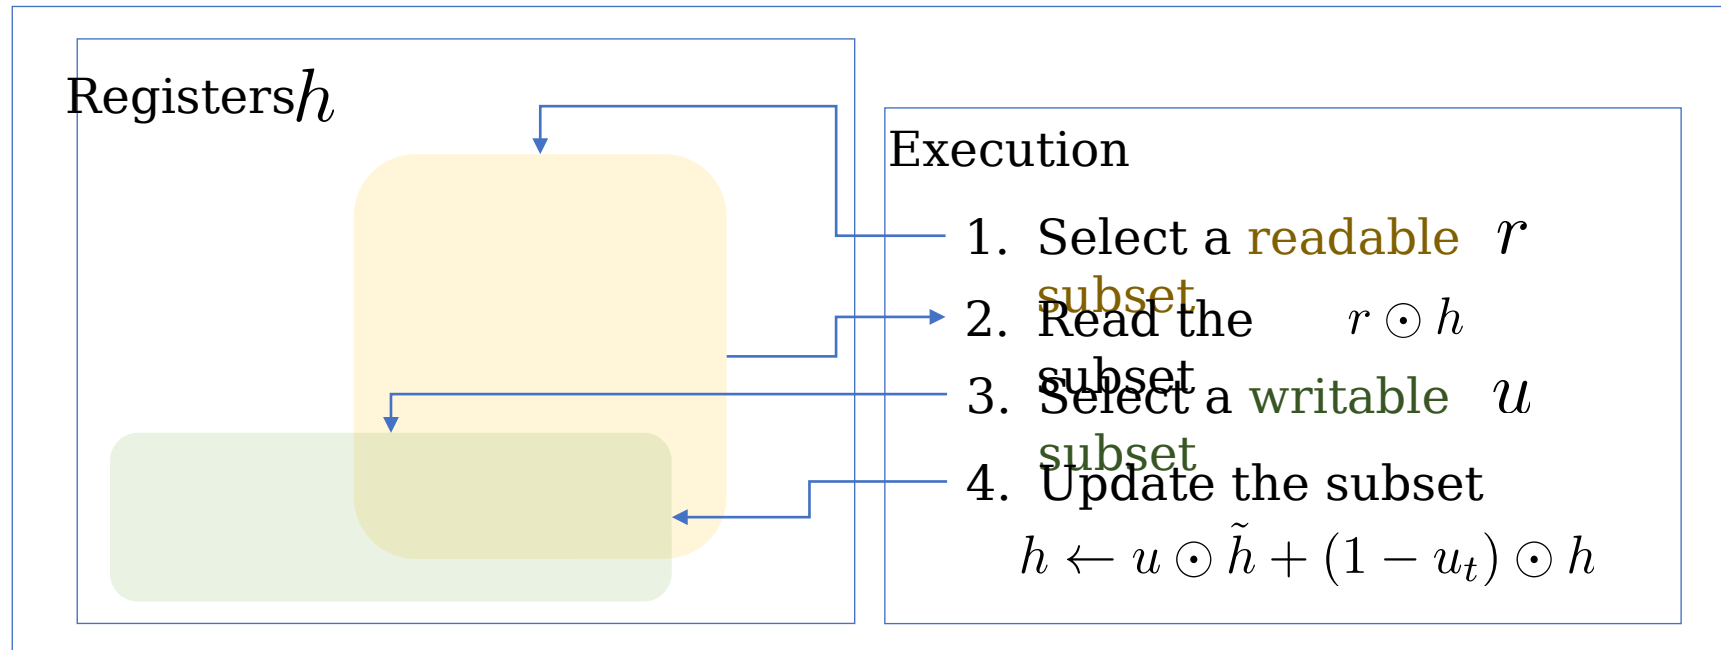 Registers h
Execution
1. Select a readable r
subset
2. Read the r ⊙ h
subset
3. Select a writable u
subset
4. Update the subset
h ← u ⊙ h̃ + (1 − u_t) ⊙ h